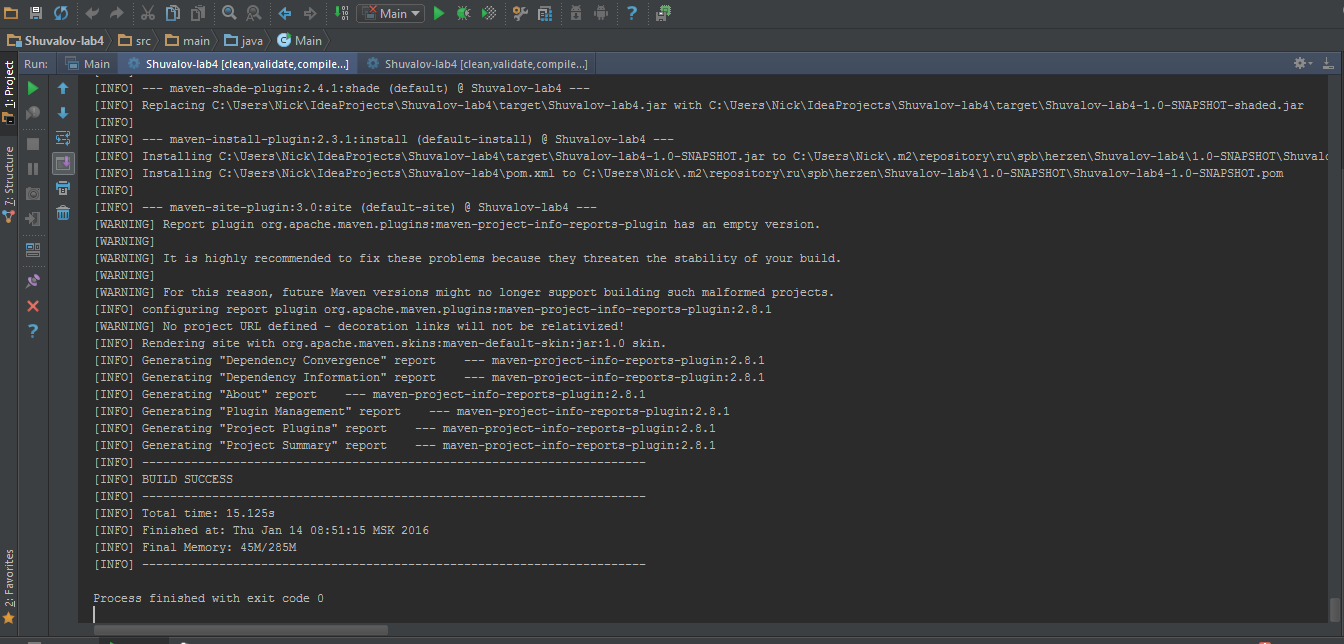 Main
Shuvalov-lab4 src main java Main
Run: Main Shuvalov-lab4 [clean,validate,compile...] Shuvalov-lab4 [clean,validate,compile...]
1: Project
7: Structure
2: Favorites
[INFO] --- maven-shade-plugin:2.4.1:shade (default) @ Shuvalov-lab4 ---
[INFO] Replacing C:\Users\Nick\IdeaProjects\Shuvalov-lab4\target\Shuvalov-lab4.jar with C:\Users\Nick\IdeaProjects\Shuvalov-lab4\target\Shuvalov-lab4-1.0-SNAPSHOT-shaded.jar
[INFO]
[INFO] --- maven-install-plugin:2.3.1:install (default-install) @ Shuvalov-lab4 ---
[INFO] Installing C:\Users\Nick\IdeaProjects\Shuvalov-lab4\target\Shuvalov-lab4-1.0-SNAPSHOT.jar to C:\Users\Nick\.m2\repository\ru\spb\herzen\Shuvalov-lab4\1.0-SNAPSHOT\Shuval
[INFO] Installing C:\Users\Nick\IdeaProjects\Shuvalov-lab4\pom.xml to C:\Users\Nick\.m2\repository\ru\spb\herzen\Shuvalov-lab4\1.0-SNAPSHOT\Shuvalov-lab4-1.0-SNAPSHOT.pom
[INFO]
[INFO] --- maven-site-plugin:3.0:site (default-site) @ Shuvalov-lab4 ---
[WARNING] Report plugin org.apache.maven.plugins:maven-project-info-reports-plugin has an empty version.
[WARNING]
[WARNING] It is highly recommended to fix these problems because they threaten the stability of your build.
[WARNING]
[WARNING] For this reason, future Maven versions might no longer support building such malformed projects.
[INFO] configuring report plugin org.apache.maven.plugins:maven-project-info-reports-plugin:2.8.1
[WARNING] No project URL defined - decoration links will not be relativized!
[INFO] Rendering site with org.apache.maven.skins:maven-default-skin:jar:1.0 skin.
[INFO] Generating "Dependency Convergence" report    --- maven-project-info-reports-plugin:2.8.1
[INFO] Generating "Dependency Information" report    --- maven-project-info-reports-plugin:2.8.1
[INFO] Generating "About" report    --- maven-project-info-reports-plugin:2.8.1
[INFO] Generating "Plugin Management" report    --- maven-project-info-reports-plugin:2.8.1
[INFO] Generating "Project Plugins" report    --- maven-project-info-reports-plugin:2.8.1
[INFO] Generating "Project Summary" report    --- maven-project-info-reports-plugin:2.8.1
[INFO] ------------------------------------------------------------------------
[INFO] BUILD SUCCESS
[INFO] ------------------------------------------------------------------------
[INFO] Total time: 15.125s
[INFO] Finished at: Thu Jan 14 08:51:15 MSK 2016
[INFO] Final Memory: 45M/285M
[INFO] ------------------------------------------------------------------------
Process finished with exit code 0